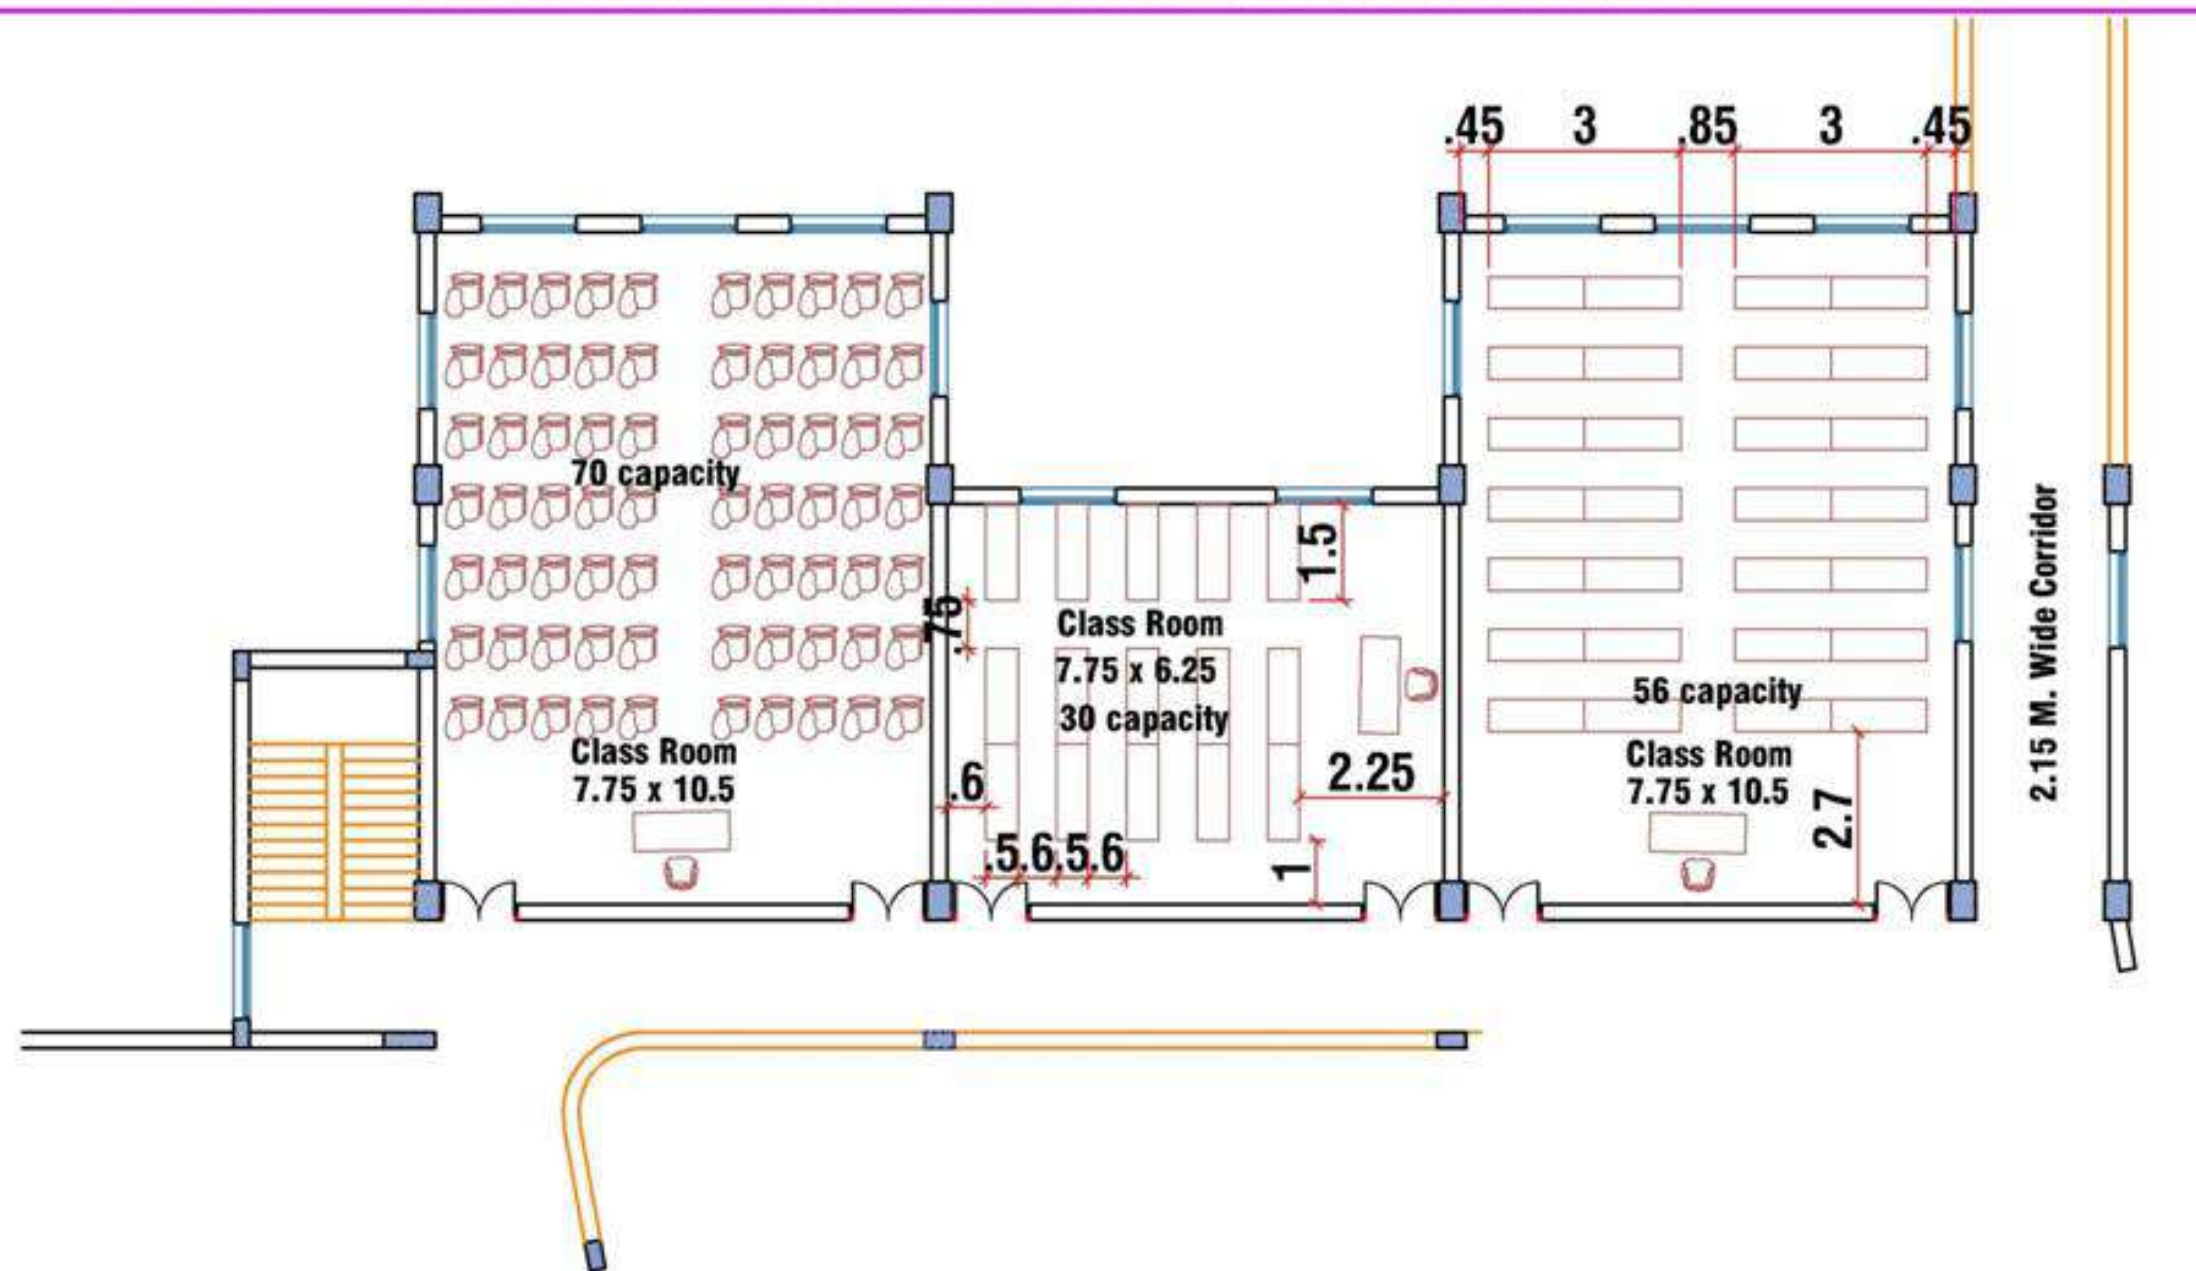 .45 3 .85 3 .45
70 capacity
Class Room
7.75 x 10.5
.75
1.5
Class Room
7.75 x 6.25
30 capacity
.6
2.25
.5 .6 .5 .6
1
56 capacity
Class Room
7.75 x 10.5
2.7
2.15 M. Wide Corridor